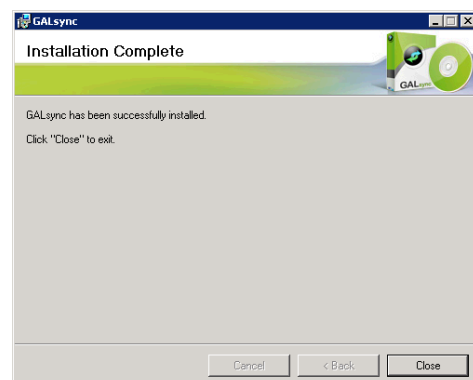 GALsync
Installation Complete
GALsync
GALsync has been successfully installed.
Click "Close" to exit.
Cancel
< Back
Close